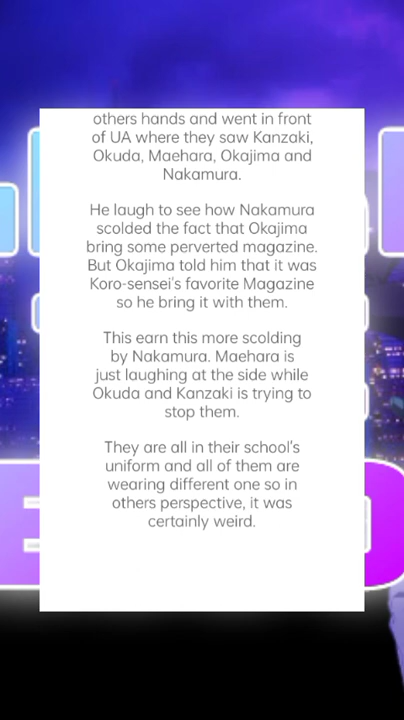 others hands and went in front
of UA where they saw Kanzaki,
Okuda, Maehara, Okajima and
Nakamura.
He laugh to see how Nakamura
scolded the fact that Okajima
bring some perverted magazine.
But Okajima told him that it was
Koro-sensei's favorite Magazine
so he bring it with them.
This earn this more scolding
by Nakamura. Maehara is
just laughing at the side while
Okuda and Kanzaki is trying to
stop them.
They are all in their school's
uniform and all of them are
wearing different one so in
others perspective, it was
certainly weird.